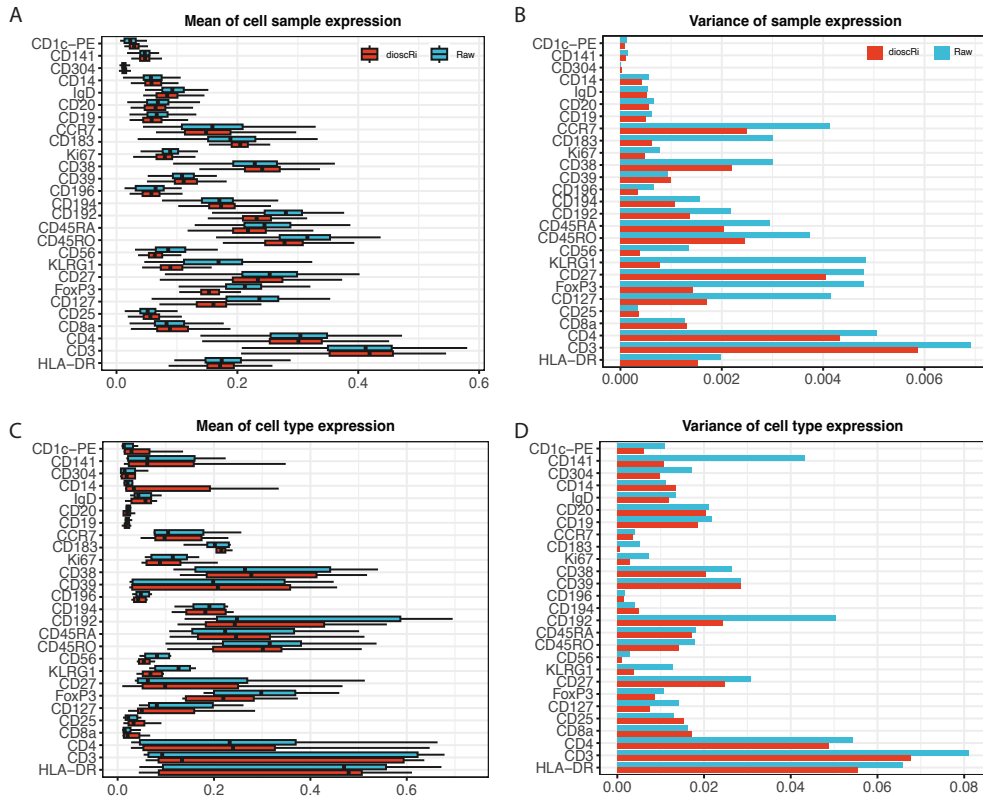 A
Mean of cell sample expression
dioscRi
Raw
CD1c−PE
CD141
CD304
CD14
IgD
CD20
CD19
CCR7
CD183
Ki67
CD38
CD39
CD196
CD194
CD192
CD45RA
CD45RO
CD56
KLRG1
CD27
FoxP3
CD127
CD25
CD8a
CD4
CD3
HLA−DR
0.0 0.2 0.4 0.6
B
Variance of sample expression
dioscRi
Raw
CD1c−PE
CD141
CD304
CD14
IgD
CD20
CD19
CCR7
CD183
Ki67
CD38
CD39
CD196
CD194
CD192
CD45RA
CD45RO
CD56
KLRG1
CD27
FoxP3
CD127
CD25
CD8a
CD4
CD3
HLA−DR
0.000 0.002 0.004 0.006
C
Mean of cell type expression
CD1c−PE
CD141
CD304
CD14
IgD
CD20
CD19
CCR7
CD183
Ki67
CD38
CD39
CD196
CD194
CD192
CD45RA
CD45RO
CD56
KLRG1
CD27
FoxP3
CD127
CD25
CD8a
CD4
CD3
HLA−DR
0.0 0.2 0.4 0.6
D
Variance of cell type expression
CD1c−PE
CD141
CD304
CD14
IgD
CD20
CD19
CCR7
CD183
Ki67
CD38
CD39
CD196
CD194
CD192
CD45RA
CD45RO
CD56
KLRG1
CD27
FoxP3
CD127
CD25
CD8a
CD4
CD3
HLA−DR
0.00 0.02 0.04 0.06 0.08